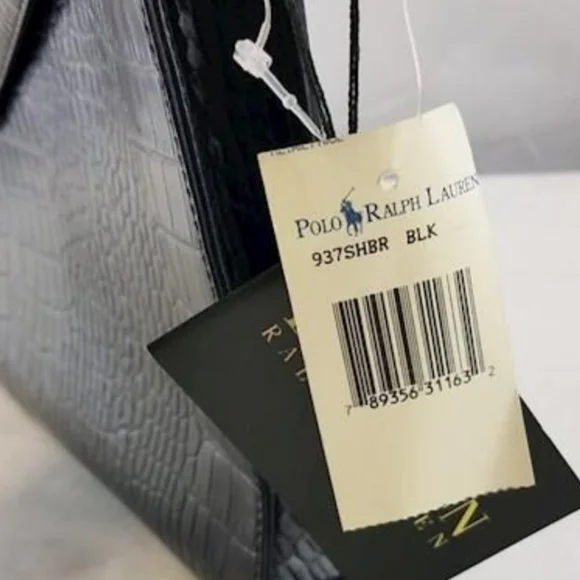 POLO RALPH LAUREN
937SHBR BLK
7 89356 31163 2